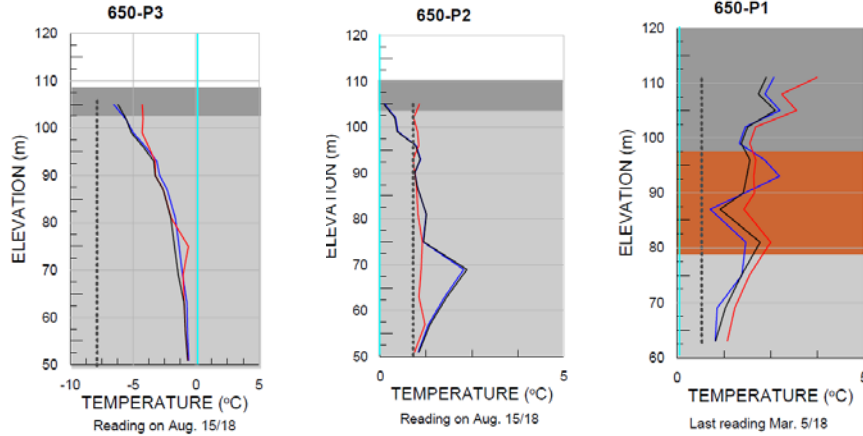 650-P3
650-P2
650-P1
120
110
100
90
80
70
60
50
ELEVATION (m)
-10
-5
0
5
TEMPERATURE (°C)
Reading on Aug. 15/18
120
110
100
90
80
70
60
50
ELEVATION (m)
0
5
TEMPERATURE (°C)
Reading on Aug. 15/18
120
110
100
90
80
70
60
ELEVATION (m)
0
5
TEMPERATURE (°C)
Last reading Mar. 5/18